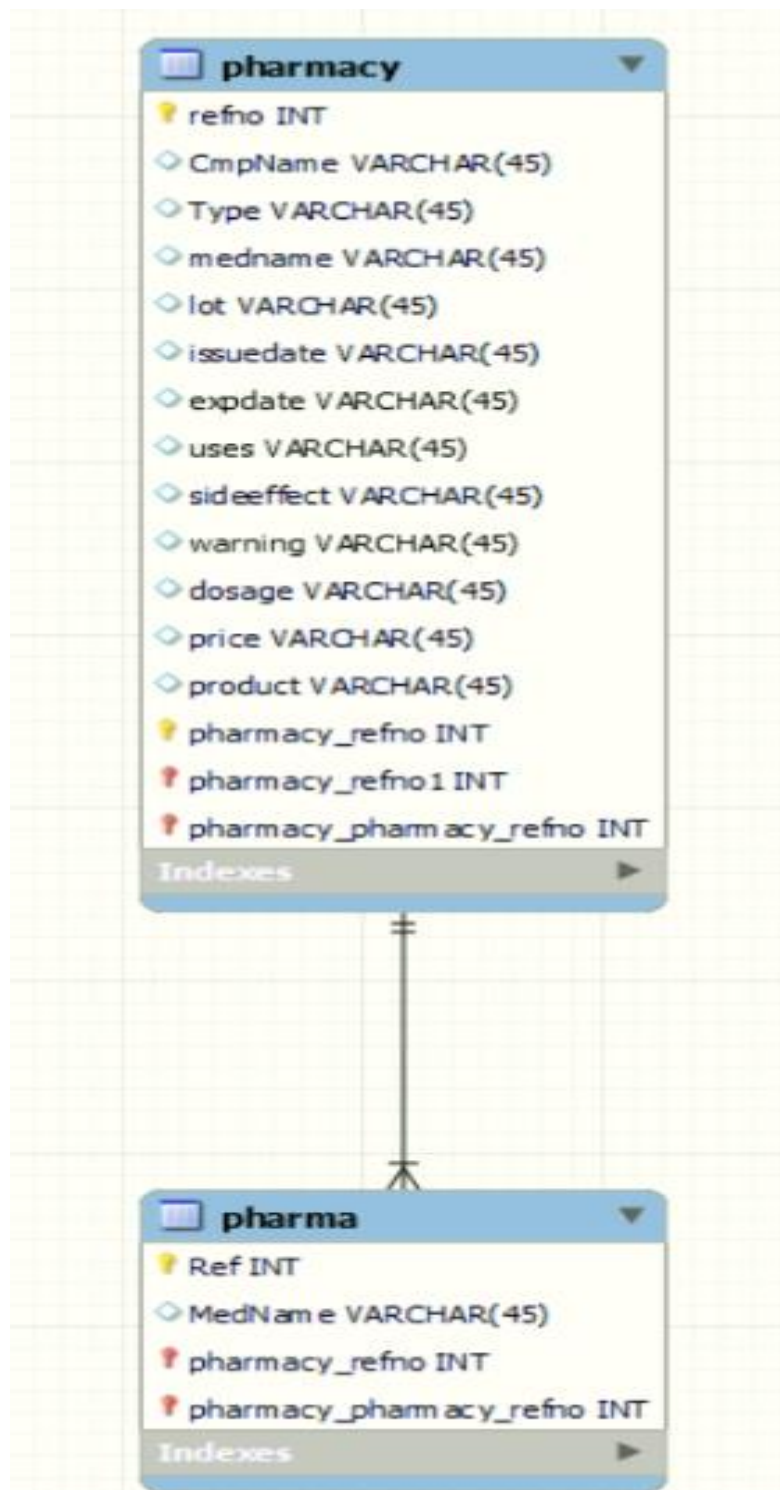 pharmacy
refno INT
CmpName VARCHAR(45)
Type VARCHAR(45)
medname VARCHAR(45)
lot VARCHAR(45)
issuedate VARCHAR(45)
expdate VARCHAR(45)
uses VARCHAR(45)
sideeffect VARCHAR(45)
warning VARCHAR(45)
dosage VARCHAR(45)
price VARCHAR(45)
product VARCHAR(45)
pharmacy_refno INT
pharmacy_refno1 INT
pharmacy_pharmacy_refno INT
Indexes
pharma
Ref INT
MedName VARCHAR(45)
pharmacy_refno INT
pharmacy_pharmacy_refno INT
Indexes